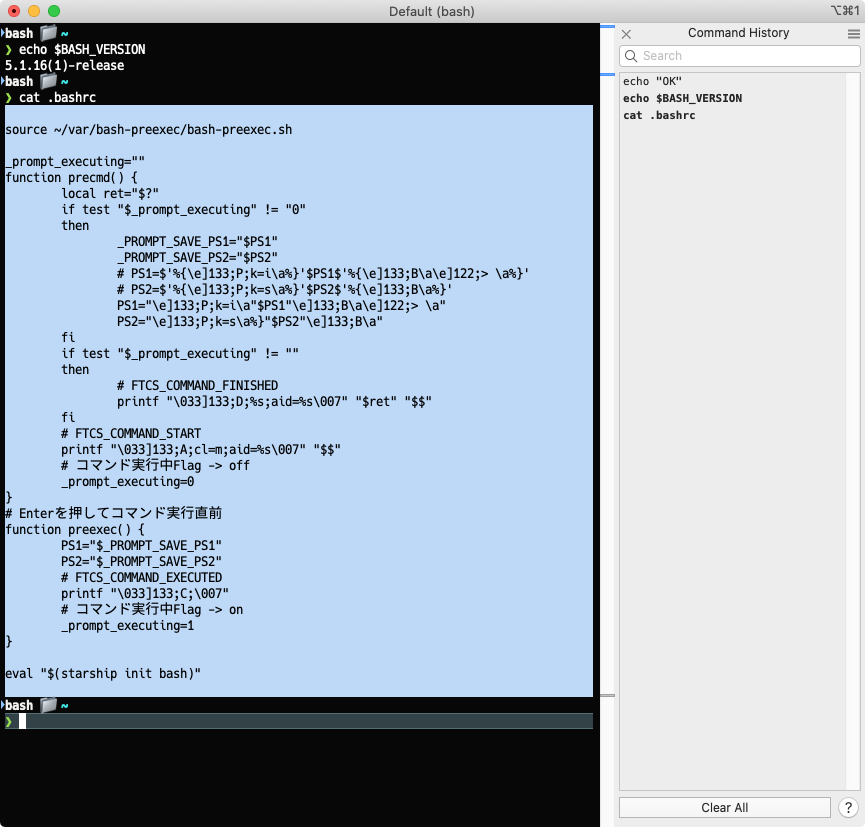 Default (bash)
⌥⌘1
bash ~
❯ echo $BASH_VERSION
5.1.16(1)-release
bash ~
❯ cat .bashrc
source ~/var/bash-preexec/bash-preexec.sh
_prompt_executing=""
function precmd() {
local ret="$?"
if test "$_prompt_executing" != "0"
then
_PROMPT_SAVE_PS1="$PS1"
_PROMPT_SAVE_PS2="$PS2"
# PS1=$'%{\e]133;P;k=i\a%}'$PS1$'%{\e]133;B\a\e]122;> \a%}'
# PS2=$'%{\e]133;P;k=s\a%}'$PS2$'%{\e]133;B\a%}'
PS1="\e]133;P;k=i\a"$PS1"\e]133;B\a\e]122;> \a"
PS2="\e]133;P;k=s\a%}"$PS2"\e]133;B\a"
fi
if test "$_prompt_executing" != ""
then
# FTCS_COMMAND_FINISHED
printf "\033]133;D;%s;aid=%s\007" "$ret" "$$"
fi
# FTCS_COMMAND_START
printf "\033]133;A;cl=m;aid=%s\007" "$$"
# コマンド実行中Flag -> off
_prompt_executing=0
}
# Enterを押してコマンド実行直前
function preexec() {
PS1="$_PROMPT_SAVE_PS1"
PS2="$_PROMPT_SAVE_PS2"
# FTCS_COMMAND_EXECUTED
printf "\033]133;C;\007"
# コマンド実行中Flag -> on
_prompt_executing=1
}
eval "$(starship init bash)"
bash ~
❯
Command History
Search
echo "OK"
echo $BASH_VERSION
cat .bashrc
Clear All
?